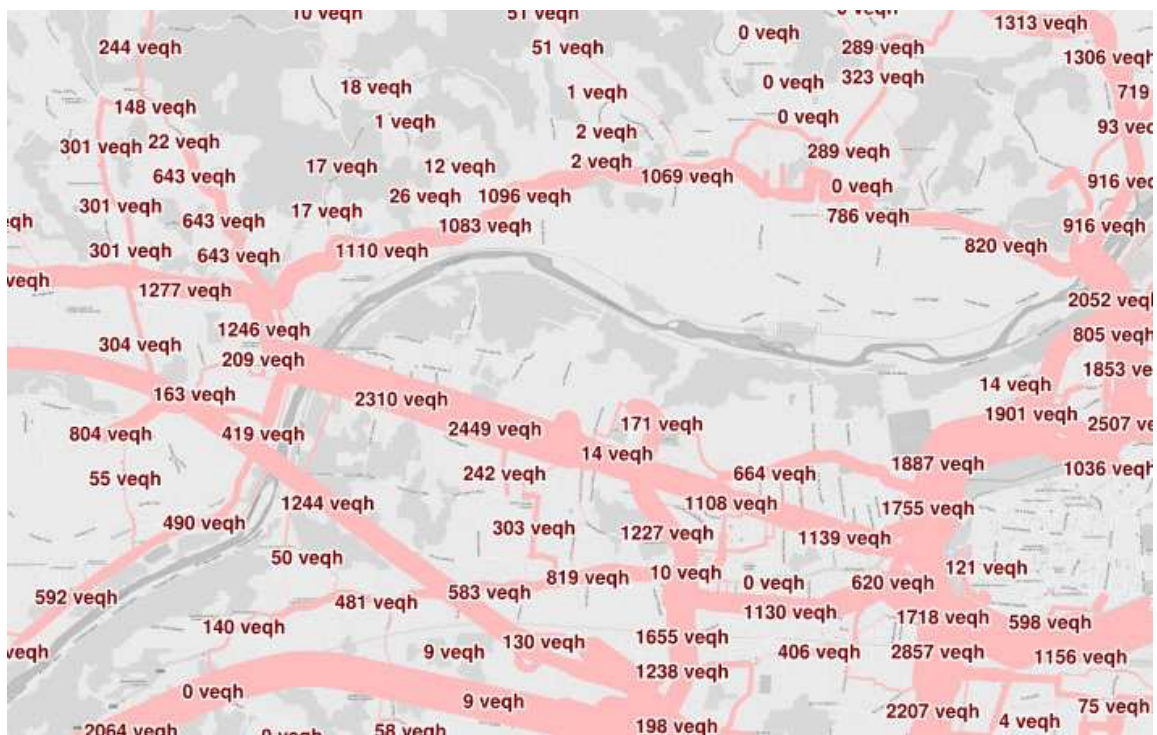 10 veqh
51 veqh
1313 veqh
0 veqh
244 veqh
51 veqh
289 veqh
1306 veqh
18 veqh
1 veqh
0 veqh
323 veqh
719
148 veqh
1 veqh
0 veqh
301 veqh
22 veqh
2 veqh
93 veq
643 veqh
17 veqh
12 veqh
2 veqh
289 veqh
1069 veqh
0 veqh
916 veq
301 veqh
26 veqh
1096 veqh
643 veqh
17 veqh
1083 veqh
786 veqh
916 veqh
301 veqh
643 veqh
1110 veqh
820 veqh
veqh
1277 veqh
2052 veqh
1246 veqh
805 veqh
304 veqh
209 veqh
1853 ve
163 veqh
2310 veqh
14 veqh
804 veqh
419 veqh
2449 veqh
171 veqh
1901 veqh
2507 ve
55 veqh
242 veqh
14 veqh
664 veqh
1887 veqh
1036 veqh
1244 veqh
1108 veqh
1755 veqh
490 veqh
303 veqh
1227 veqh
1139 veqh
50 veqh
819 veqh
10 veqh
0 veqh
620 veqh
121 veqh
592 veqh
481 veqh
583 veqh
1130 veqh
1718 veqh
598 veqh
140 veqh
130 veqh
1655 veqh
veqh
9 veqh
1238 veqh
406 veqh
2857 veqh
1156 veqh
0 veqh
9 veqh
2207 veqh
75 veqh
2064 veqh
58 veqh
198 veqh
4 veqh